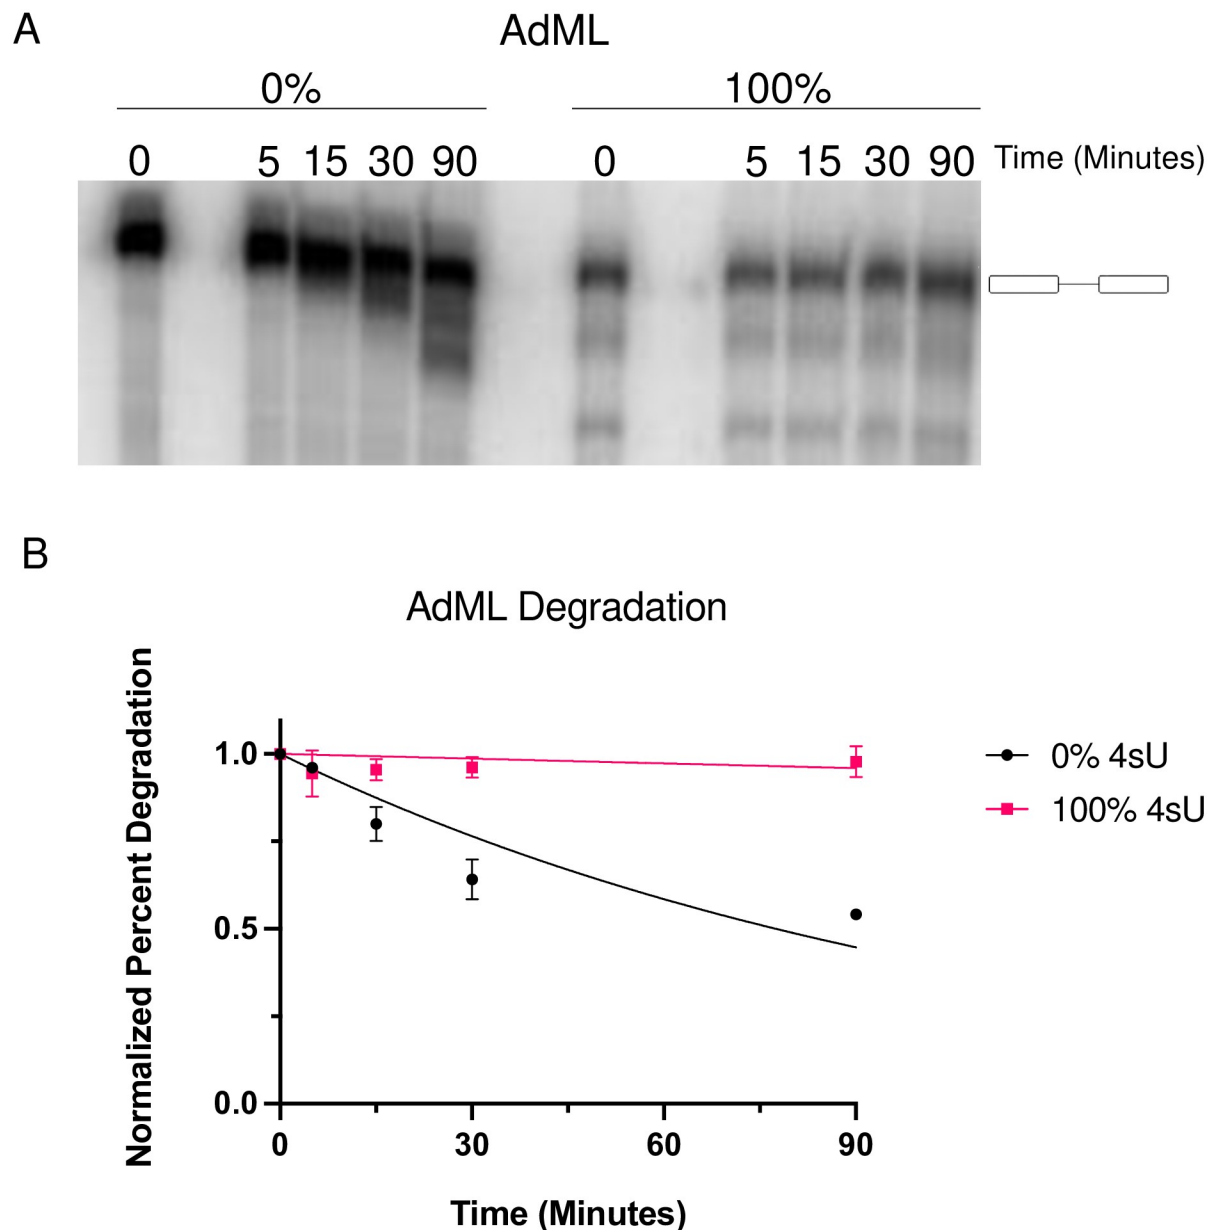 A
AdML
0% 100%
0 5 15 30 90 0 5 15 30 90 Time (Minutes)
B
AdML Degradation
Normalized Percent Degradation
1.0
0.5
0.0
0 30 60 90
Time (Minutes)
0% 4sU
100% 4sU